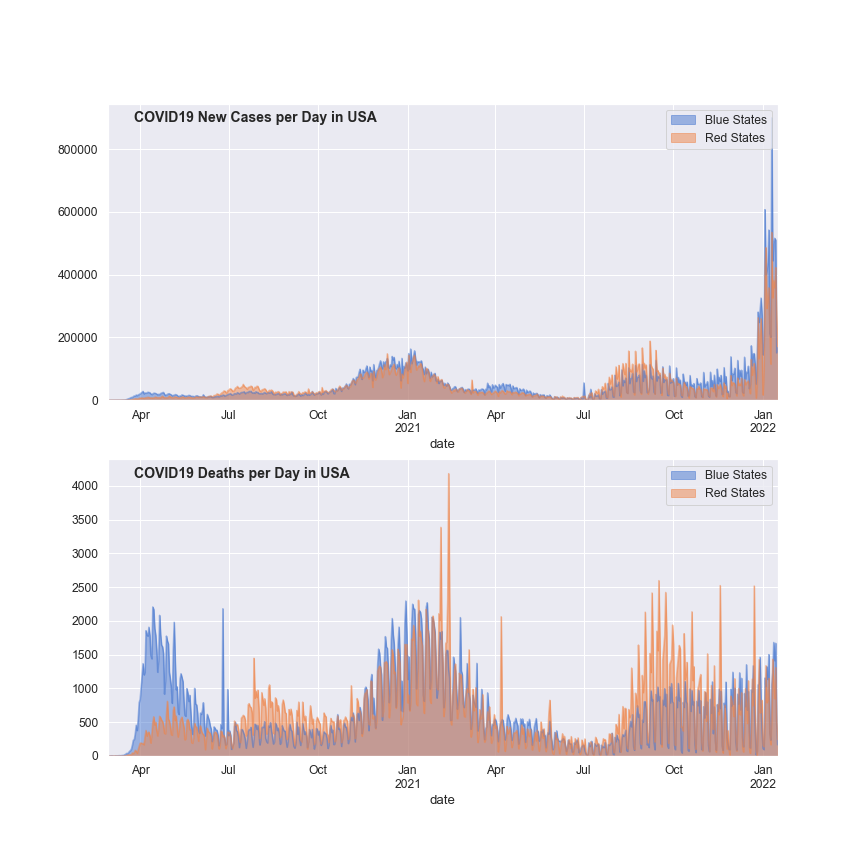 COVID19 New Cases per Day in USA
Blue States
Red States
800000
600000
400000
200000
0
Apr
Jul
Oct
Jan
2021
Apr
Jul
Oct
Jan
2022
date
COVID19 Deaths per Day in USA
Blue States
Red States
4000
3500
3000
2500
2000
1500
1000
500
0
Apr
Jul
Oct
Jan
2021
Apr
Jul
Oct
Jan
2022
date